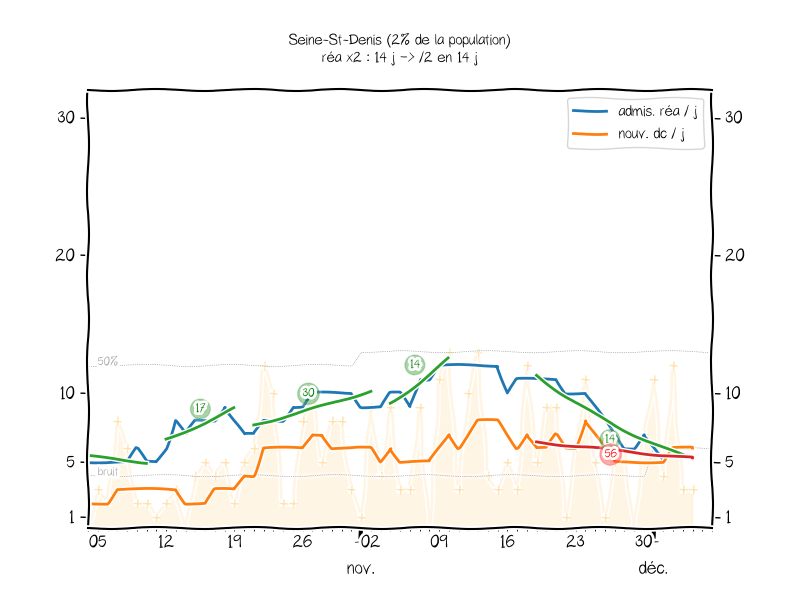 Seine-St-Denis (2% de la population)
réa x2 : 14 j -> /2 en 14 j
admis. réa / j
nouv. dc / j
30 30
20 20
50%
14
17 30
10 10
14
56
5 5
bruit
1 1
05 12 19 26 02 09 16 23 30
nov. déc.